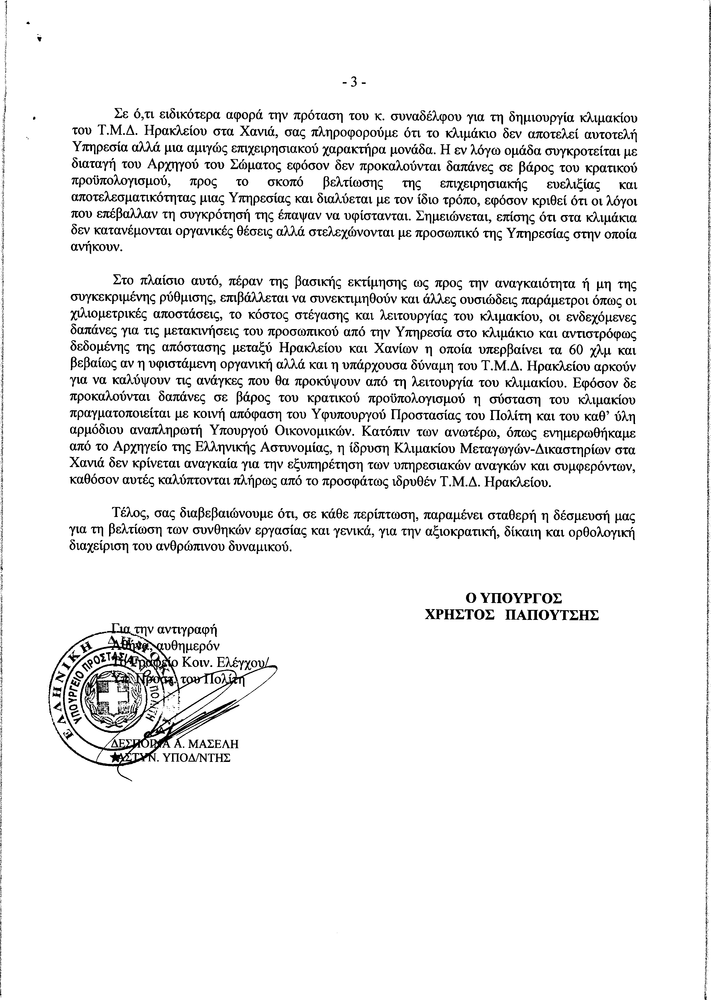 - 3 -
Σε ό,τι ειδικότερα αφορά την πρόταση του κ. συναδέλφου για τη δημιουργία κλιμακίου
του Τ.Μ.Δ. Ηρακλείου στα Χανιά, σας πληροφορούμε ότι το κλιμάκιο δεν αποτελεί αυτοτελή
Υπηρεσία αλλά μια αμιγώς επιχειρησιακού χαρακτήρα μονάδα. Η εν λόγω ομάδα συγκροτείται με
διαταγή του Αρχηγού του Σώματος εφόσον δεν προκαλούνται δαπάνες σε βάρος του κρατικού
προϋπολογισμού, προς το σκοπό βελτίωσης της επιχειρησιακής ευελιξίας και
αποτελεσματικότητας μιας Υπηρεσίας και διαλύεται με τον ίδιο τρόπο, εφόσον κριθεί ότι οι λόγοι
που επέβαλλαν τη συγκρότησή της έπαψαν να υφίστανται. Σημειώνεται, επίσης ότι στα κλιμάκια
δεν κατανέμονται οργανικές θέσεις αλλά στελεχώνονται με προσωπικό της Υπηρεσίας στην οποία
ανήκουν.
Στο πλαίσιο αυτό, πέραν της βασικής εκτίμησης ως προς την αναγκαιότητα ή μη της
συγκεκριμένης ρύθμισης, επιβάλλεται να συνεκτιμηθούν και άλλες ουσιώδεις παράμετροι όπως οι
χιλιομετρικές αποστάσεις, το κόστος στέγασης και λειτουργίας του κλιμακίου, οι ενδεχόμενες
δαπάνες για τις μετακινήσεις του προσωπικού από την Υπηρεσία στο κλιμάκιο και αντιστρόφως
δεδομένης της απόστασης μεταξύ Ηρακλείου και Χανίων η οποία υπερβαίνει τα 60 χλμ και
βεβαίως αν η υφιστάμενη οργανική αλλά και η υπάρχουσα δύναμη του Τ.Μ.Δ. Ηρακλείου αρκούν
για να καλύψουν τις ανάγκες που θα προκύψουν από τη λειτουργία του κλιμακίου. Εφόσον δε
προκαλούνται δαπάνες σε βάρος του κρατικού προϋπολογισμού η σύσταση του κλιμακίου
πραγματοποιείται με κοινή απόφαση του Υφυπουργού Προστασίας του Πολίτη και του καθ’ ύλη
αρμόδιου αναπληρωτή Υπουργού Οικονομικών. Κατόπιν των ανωτέρω, όπως ενημερωθήκαμε
από το Αρχηγείο της Ελληνικής Αστυνομίας, η ίδρυση Κλιμακίου Μεταγωγών-Δικαστηρίων στα
Χανιά δεν κρίνεται αναγκαία για την εξυπηρέτηση των υπηρεσιακών αναγκών και συμφερόντων,
καθόσον αυτές καλύπτονται πλήρως από το προσφάτως ιδρυθέν Τ.Μ.Δ. Ηρακλείου.
Τέλος, σας διαβεβαιώνουμε ότι, σε κάθε περίπτωση, παραμένει σταθερή η δέσμευσή μας
για τη βελτίωση των συνθηκών εργασίας και γενικά, για την αξιοκρατική, δίκαιη και ορθολογική
διαχείριση του ανθρώπινου δυναμικού.
Ο ΥΠΟΥΡΓΟΣ
ΧΡΗΣΤΟΣ ΠΑΠΟΥΤΣΗΣ
Για την αντιγραφή
Αθήνα, αυθημερόν
Το Γραφείο Κοιν. Ελέγχου/
Υπ. Προστ. του Πολίτη
ΕΛΛΗΝΙΚΗ
ΥΠΟΥΡΓΕΙΟ ΠΡΟΣΤΑΣΙΑΣ ΤΟΥ ΠΟΛΙΤΗ
ΔΕΣΠΟΙΝΑ Α. ΜΑΣΕΛΗ
ΑΣΤΥΝ. ΥΠΟΔ/ΝΤΗΣ